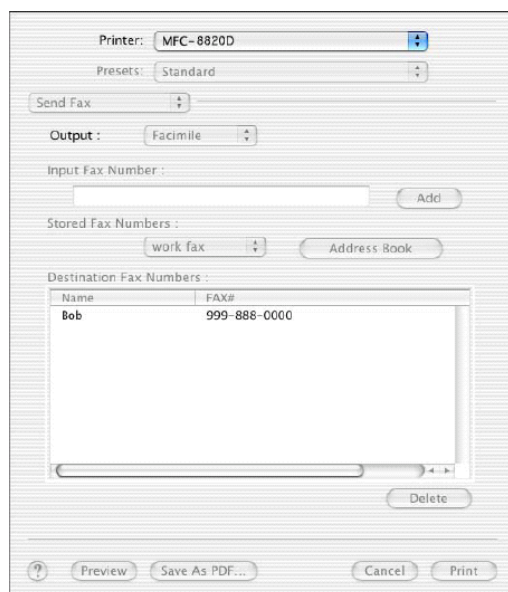 Printer: MFC-8820D
Presets: Standard
Send Fax
Output : Facimile
Input Fax Number :
Add
Stored Fax Numbers :
work fax Address Book
Destination Fax Numbers :
Name FAX#
Bob 999-888-0000
Delete
? Preview Save As PDF... Cancel Print